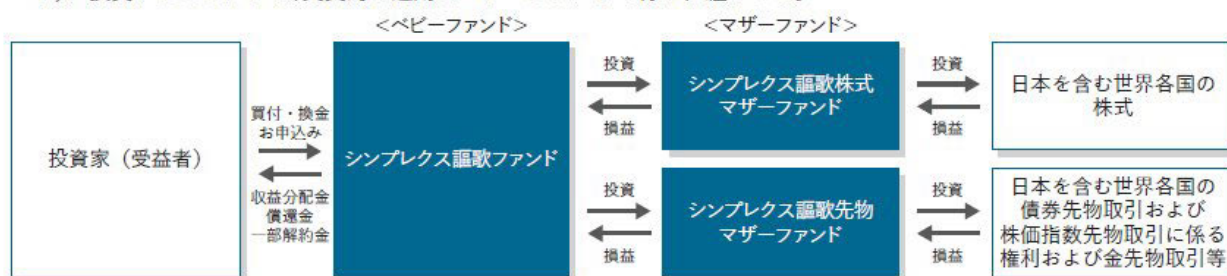 <ベビーファンド>
<マザーファンド>
投資家（受益者）
買付・換金
お申込み
収益分配金
償還金
一部解約金
シンプレクス謳歌ファンド
投資
損益
シンプレクス謳歌株式
マザーファンド
投資
損益
日本を含む世界各国の
株式
投資
損益
シンプレクス謳歌先物
マザーファンド
投資
損益
日本を含む世界各国の
債券先物取引および
株価指数先物取引に係る
権利および金先物取引等